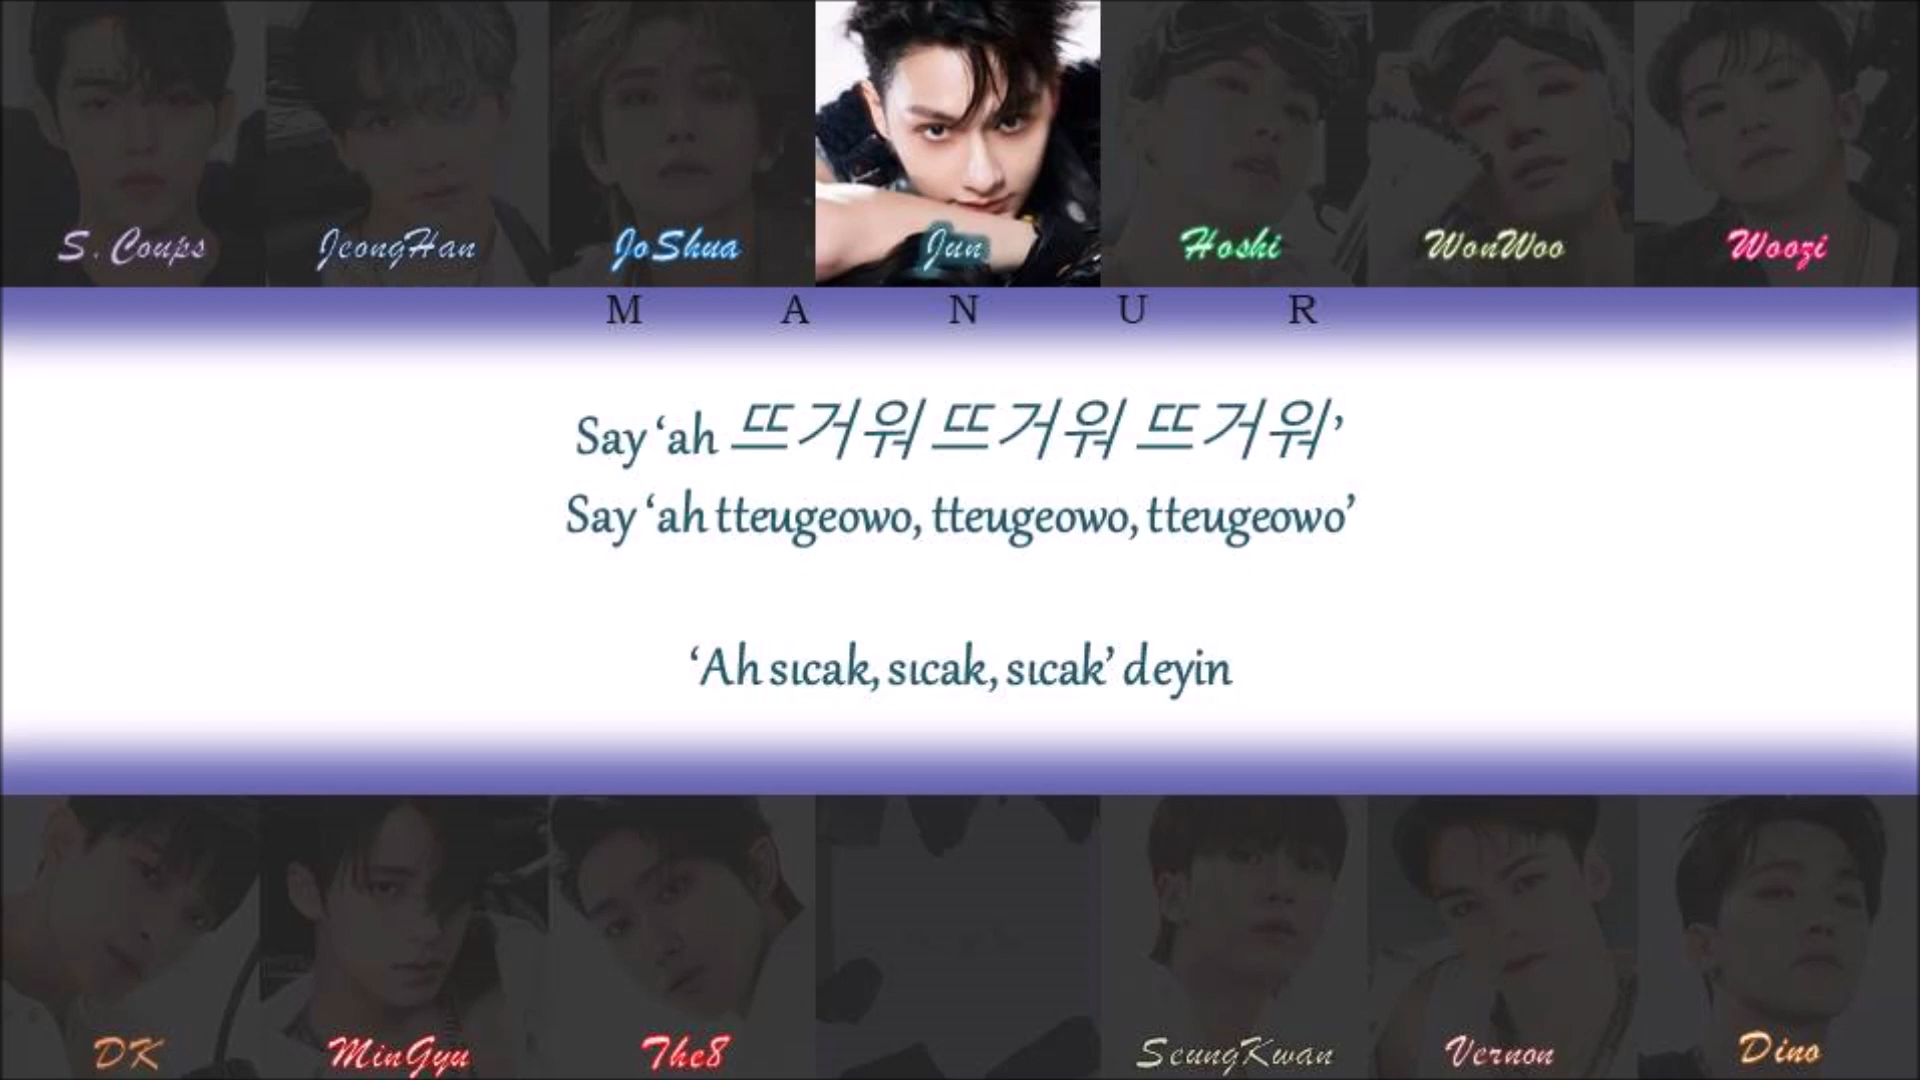 S. Coups JeongHan JoShua Jun Hoshi WonWoo Woozi
M A N U R
Say ‘ah 뜨거워 뜨거워 뜨거워’
Say ‘ah tteugeowo, tteugeowo, tteugeowo’
‘Ah sıcak, sıcak, sıcak’ deyin
DK MinGyu The8 SeungKwan Vernon Dino